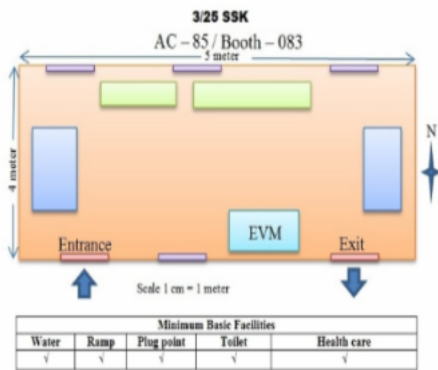 3/25 SSK
AC – 85 / Booth – 083
5 meter
4 meter
N
EVM
Entrance
Exit
Scale 1 cm = 1 meter
Minimum Basic Facilities
Water Ramp Plug point Toilet Health care
√ √ √ √ √